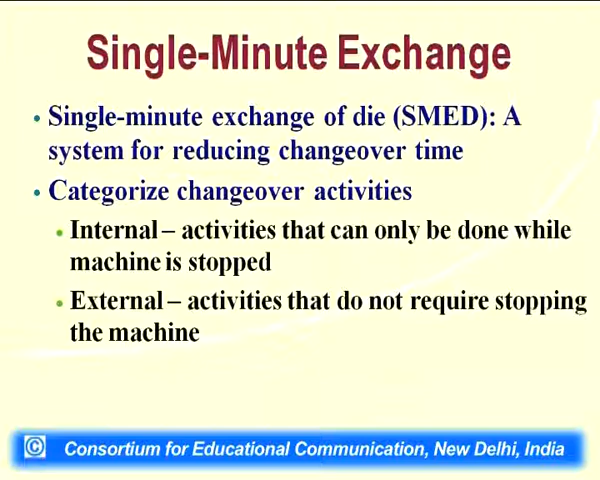 Single-Minute Exchange
• Single-minute exchange of die (SMED): A
system for reducing changeover time
• Categorize changeover activities
• Internal – activities that can only be done while
machine is stopped
• External – activities that do not require stopping
the machine
© Consortium for Educational Communication, New Delhi, India